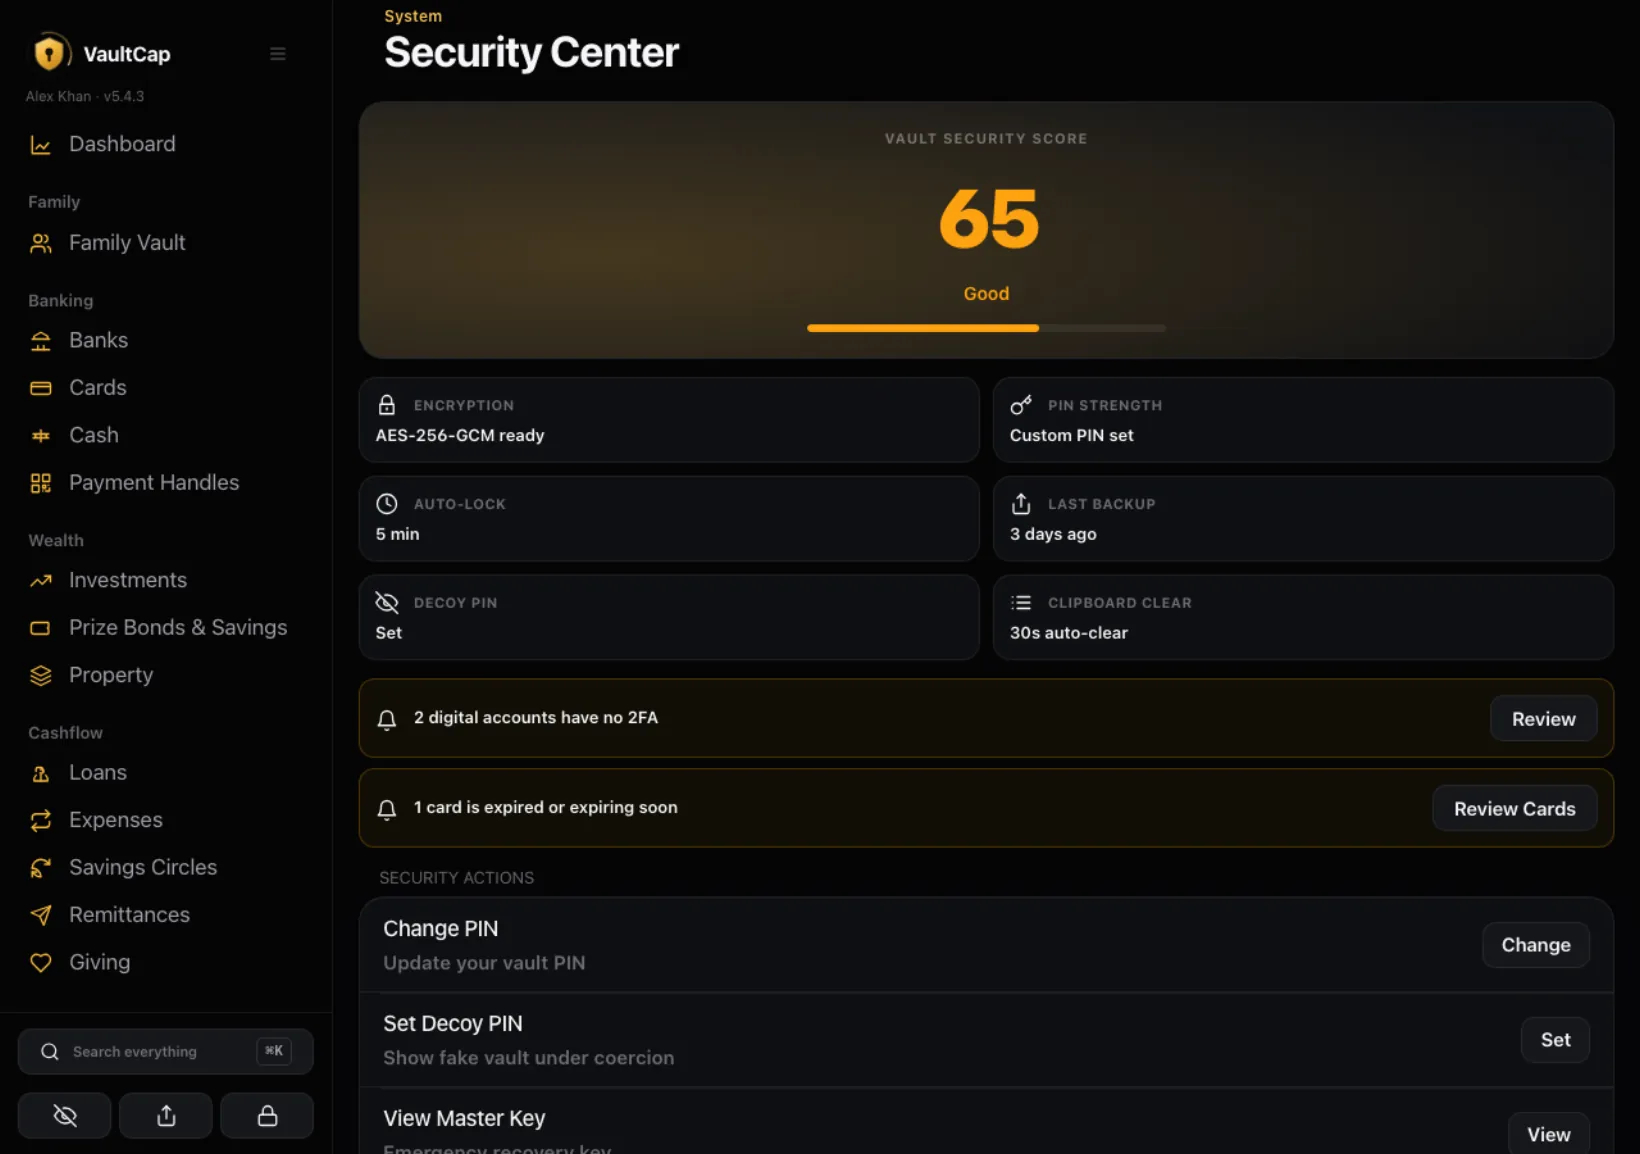 VaultCap
Alex Khan · v5.4.3
Dashboard
Family
Family Vault
Banking
Banks
Cards
Cash
Payment Handles
Wealth
Investments
Prize Bonds & Savings
Property
Cashflow
Loans
Expenses
Savings Circles
Remittances
Giving
Search everything
⌘K
System
Security Center
VAULT SECURITY SCORE
65
Good
ENCRYPTION
AES-256-GCM ready
PIN STRENGTH
Custom PIN set
AUTO-LOCK
5 min
LAST BACKUP
3 days ago
DECOY PIN
Set
CLIPBOARD CLEAR
30s auto-clear
2 digital accounts have no 2FA
Review
1 card is expired or expiring soon
Review Cards
SECURITY ACTIONS
Change PIN
Update your vault PIN
Change
Set Decoy PIN
Show fake vault under coercion
Set
View Master Key
Emergency recovery key
View